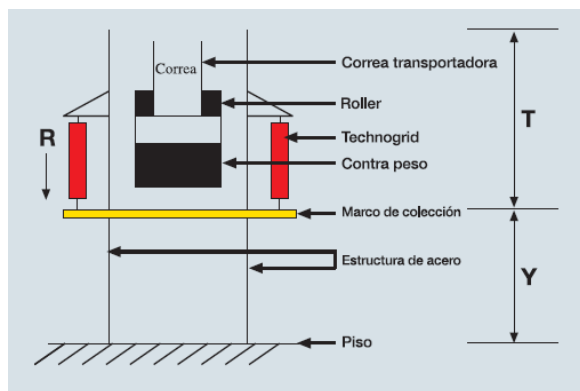 Correa
Correa transportadora
Roller
R
Technogrid
T
Contra peso
Marco de colección
Estructura de acero
Y
Piso